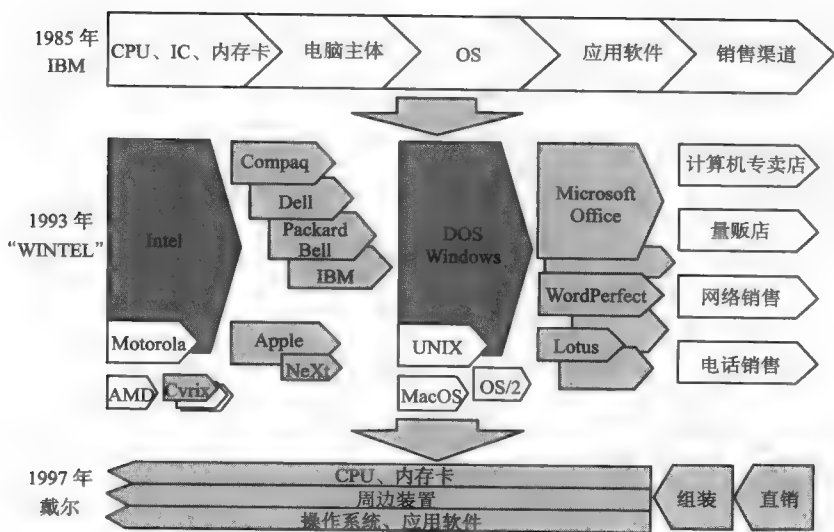 1985 年
IBM
CPU、IC、内存卡
电脑主体
OS
应用软件
销售渠道
1993 年
“WINTEL”
Intel
Motorola
AMD
Cyrix
Compaq
Dell
Packard
Bell
IBM
Apple
NeXt
DOS
Windows
UNIX
MacOS
OS/2
Microsoft
Office
WordPerfect
Lotus
计算机专卖店
量贩店
网络销售
电话销售
1997 年
戴尔
CPU、内存卡
周边装置
操作系统、应用软件
组装
直销